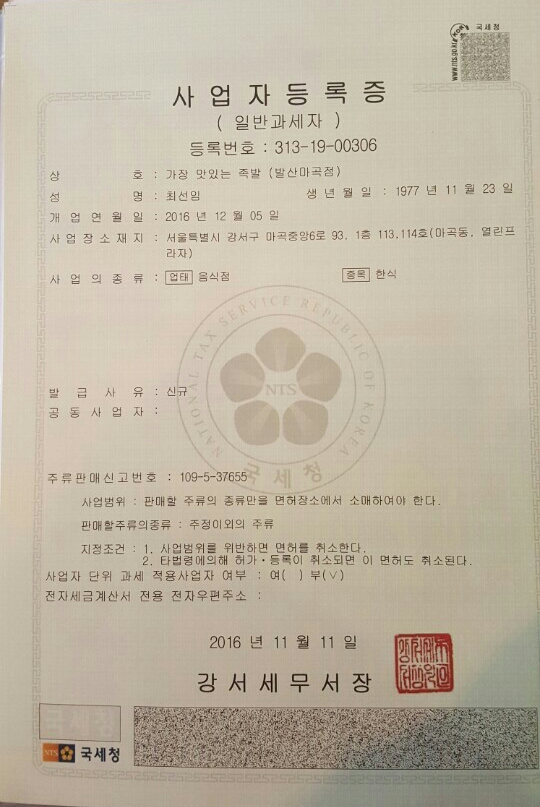 국세청
사업자등록증
( 일반과세자 )
등록번호 : 313-19-00306
상 호 : 가장 맛있는 족발 (발산마곡점)
성 명 : 최선임 생 년 월 일 : 1977 년 11 월 23 일
개 업 연 월 일 : 2016 년 12 월 05 일
사 업 장 소 재 지 : 서울특별시 강서구 마곡중앙6로 93, 1층 113,114호(마곡동, 열린프
라자)
사 업 의 종 류 : 업태 음식점 종목 한식
NATIONAL TAX SERVICE REPUBLIC OF KOREA
NTS
국세청
발 급 사 유 : 신규
공 동 사 업 자 :
주류판매신고번호 : 109-5-37655
사업범위 : 판매할 주류의 종류만을 면허장소에서 소매하여야 한다.
판매할주류의종류 : 주정이외의 주류
지정조건 : 1. 사업범위를 위반하면 면허를 취소한다.
2. 타법령에의해 허가·등록이 취소되면 이 면허도 취소된다.
사업자 단위 과세 적용사업자 여부 : 여( ) 부(∨)
전자세금계산서 전용 전자우편주소 :
2016 년 11 월 11 일
강서세무서장
국세청
NTS 국세청